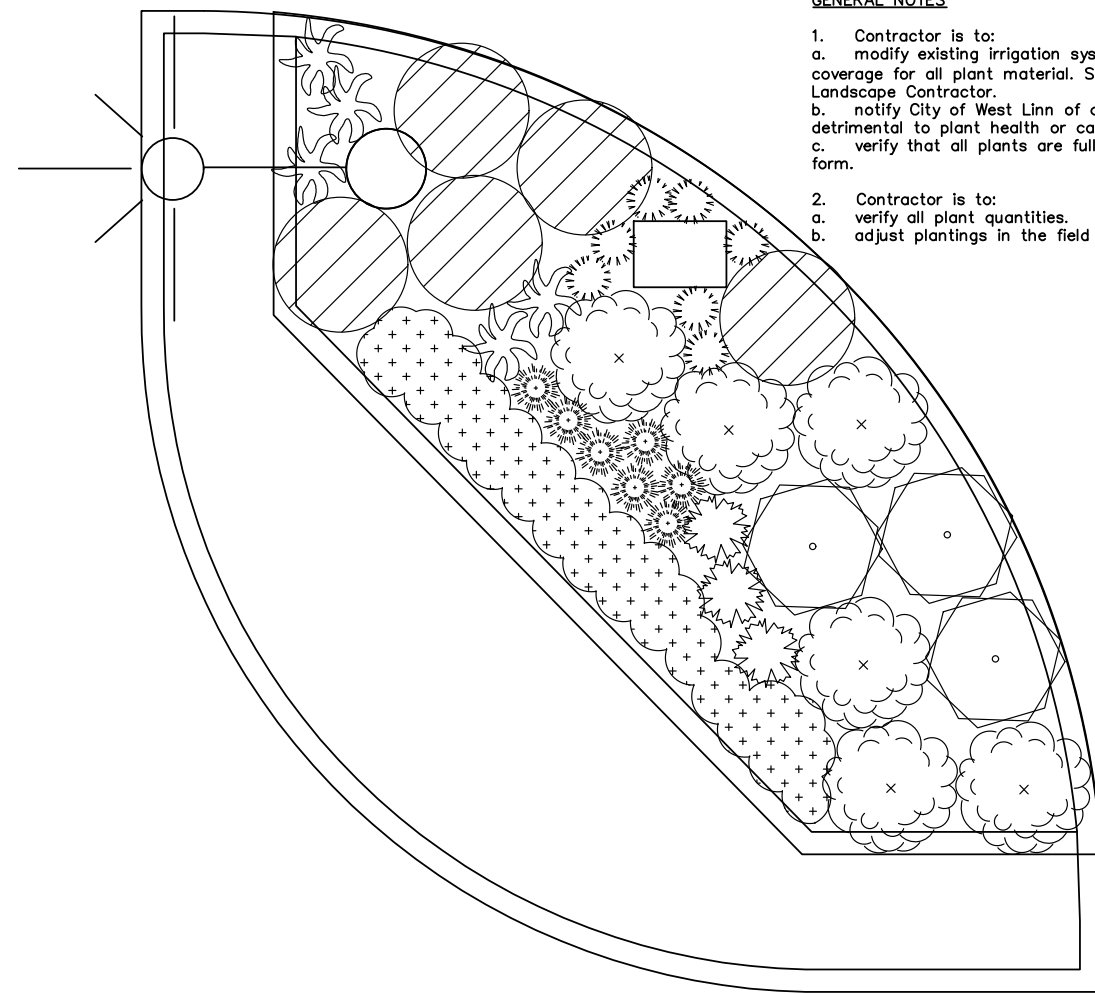 GENERAL NOTES
1. Contractor is to:
a. modify existing irrigation sys
coverage for all plant material. S
Landscape Contractor.
b. notify City of West Linn of c
detrimental to plant health or ca
c. verify that all plants are full
form.
2. Contractor is to:
a. verify all plant quantities.
b. adjust plantings in the field